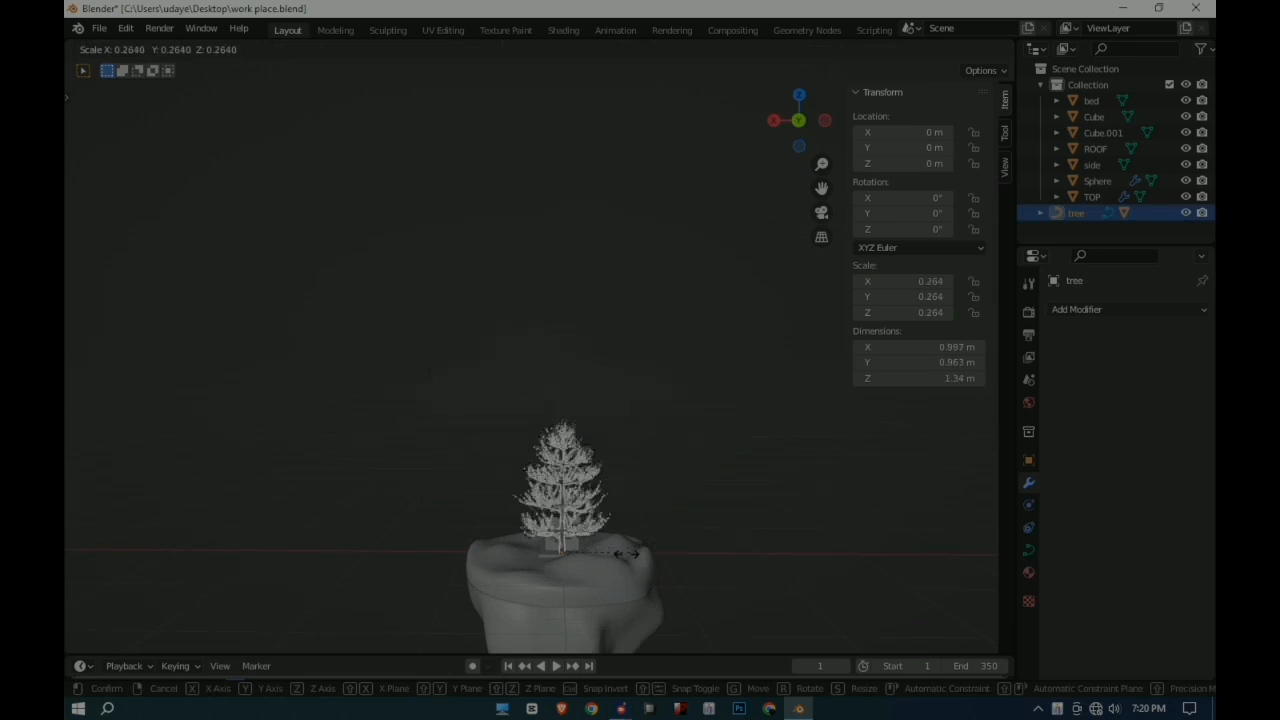 Blender* [C:\Users\udaye\Desktop\work place.blend]
File Edit Render Window Help Layout Modeling Sculpting UV Editing Texture Paint Shading Animation Rendering Compositing Geometry Nodes Scripting Scene ViewLayer
Scale X: 0.2640 Y: 0.2640 Z: 0.2640
Options
Scene Collection
Collection
bed
Cube
Cube.001
ROOF
side
Sphere
TOP
tree
Transform
Location:
X 0 m
Y 0 m
Z 0 m
Rotation:
X 0°
Y 0°
Z 0°
XYZ Euler
Scale:
X 0.264
Y 0.264
Z 0.264
Dimensions:
X 0.997 m
Y 0.963 m
Z 1.34 m
Item
Tool
View
X
Y
Z
tree
Add Modifier
Playback Keying View Marker 1 Start 1 End 350
Confirm Cancel X X Axis Y Y Axis Z Z Axis X X Plane Y Y Plane Z Z Plane Ctrl Snap Invert Snap Toggle G Move R Rotate S Resize Automatic Constraint Automatic Constraint Plane Precision M
Ps 7:20 PM